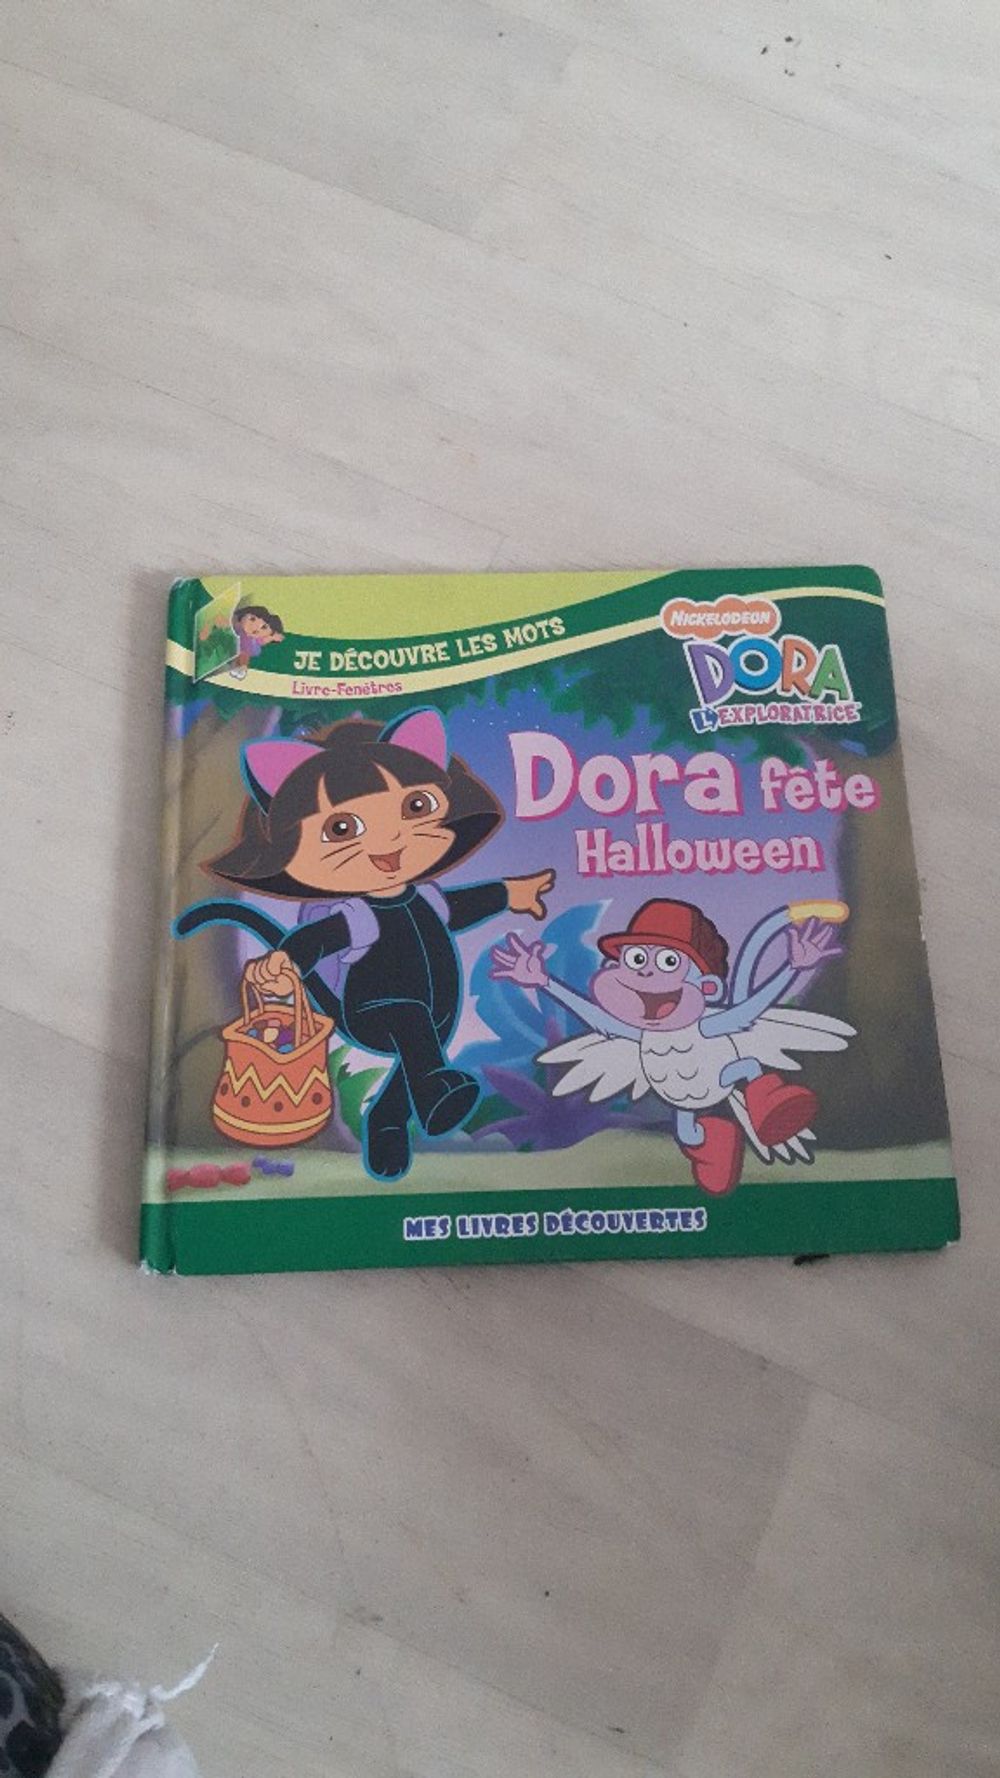 JE DÉCOUVRE LES MOTS
Livre-Fenêtres
NICKELODEON
DORA
L'EXPLORATRICE
Dora fête
Halloween
MES LIVRES DÉCOUVERTES